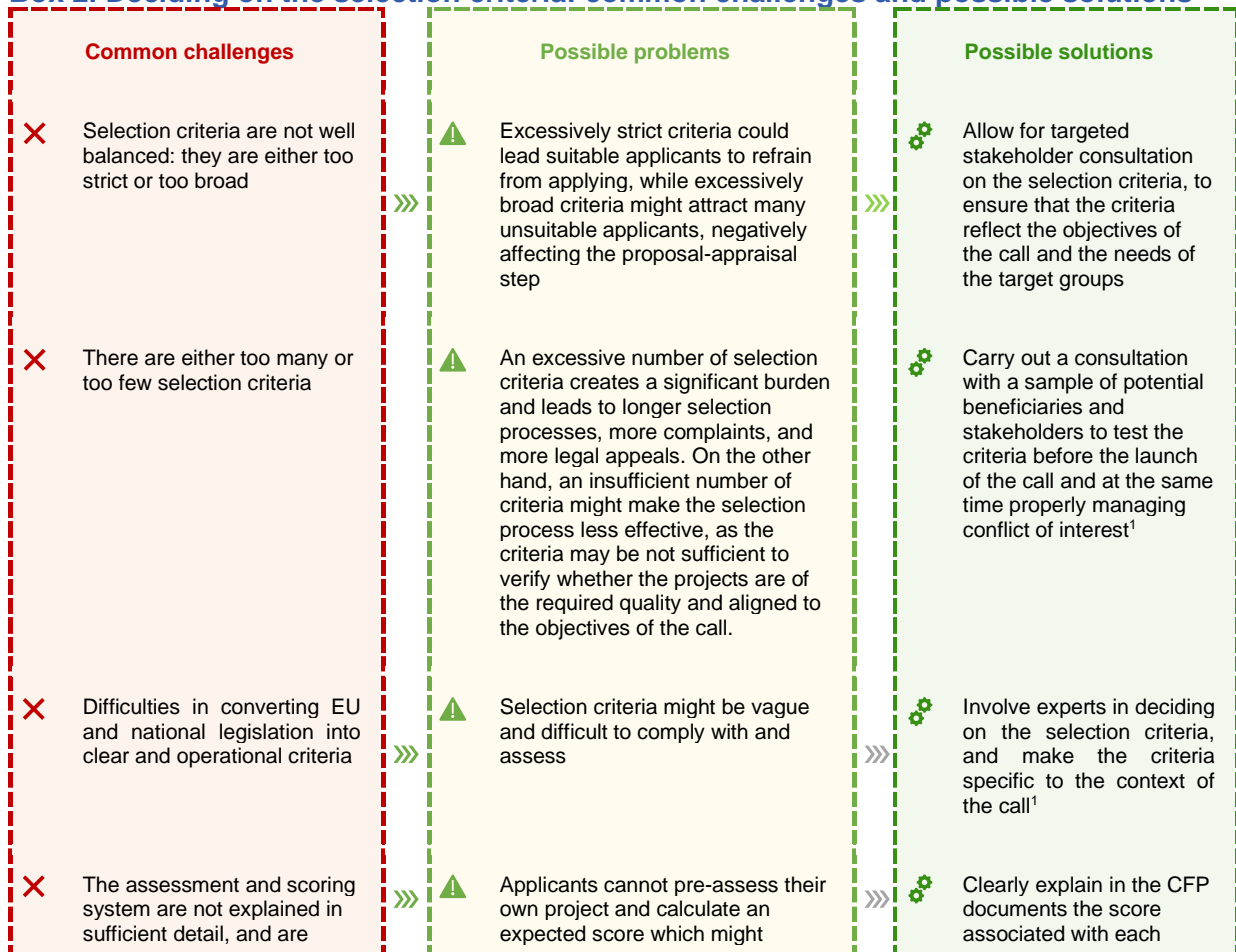 Box 2: Deciding on the selection criteria: common challenges and possible solutions
Common challenges
Possible problems
Possible solutions
Selection criteria are not well
balanced: they are either too
strict or too broad
Excessively strict criteria could
lead suitable applicants to refrain
from applying, while excessively
broad criteria might attract many
unsuitable applicants, negatively
affecting the proposal-appraisal
step
Allow for targeted
stakeholder consultation
on the selection criteria, to
ensure that the criteria
reflect the objectives of
the call and the needs of
the target groups
There are either too many or
too few selection criteria
An excessive number of selection
criteria creates a significant burden
and leads to longer selection
processes, more complaints, and
more legal appeals. On the other
hand, an insufficient number of
criteria might make the selection
process less effective, as the
criteria may be not sufficient to
verify whether the projects are of
the required quality and aligned to
the objectives of the call.
Carry out a consultation
with a sample of potential
beneficiaries and
stakeholders to test the
criteria before the launch
of the call and at the same
time properly managing
conflict of interest¹
Difficulties in converting EU
and national legislation into
clear and operational criteria
Selection criteria might be vague
and difficult to comply with and
assess
Involve experts in deciding
on the selection criteria,
and make the criteria
specific to the context of
the call¹
The assessment and scoring
system are not explained in
sufficient detail, and are
Applicants cannot pre-assess their
own project and calculate an
expected score which might
Clearly explain in the CFP
documents the score
associated with each